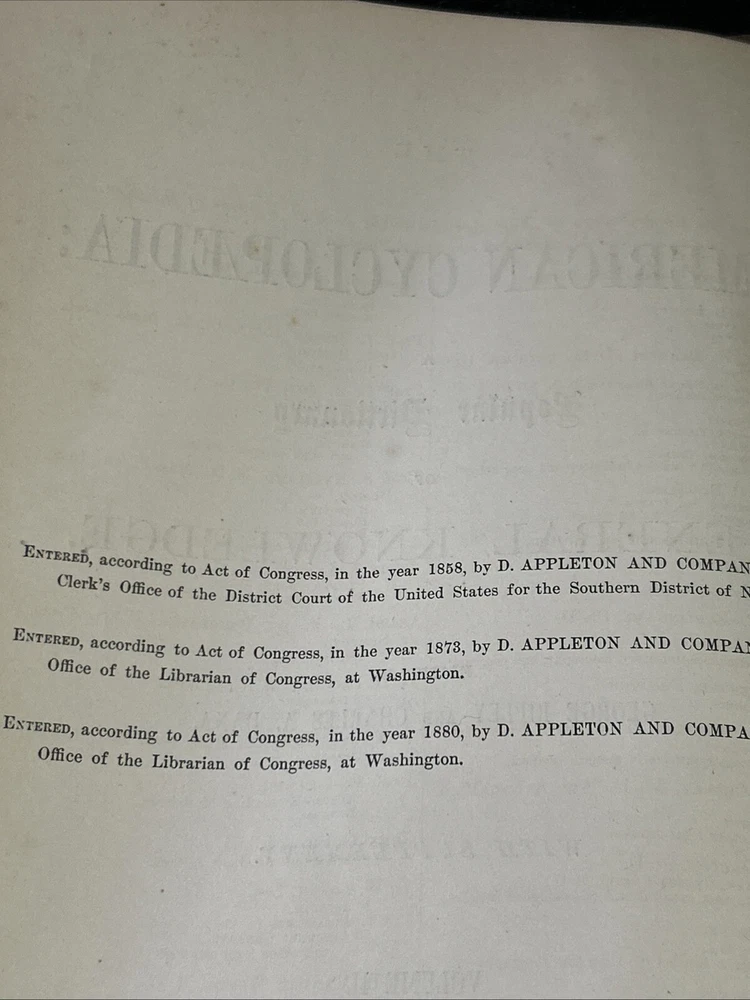 ENTERED, according to Act of Congress, in the year 1858, by D. APPLETON AND COMPAN
Clerk's Office of the District Court of the United States for the Southern District of N
ENTERED, according to Act of Congress, in the year 1873, by D. APPLETON AND COMPA
Office of the Librarian of Congress, at Washington.
ENTERED, according to Act of Congress, in the year 1880, by D. APPLETON AND COMPA
Office of the Librarian of Congress, at Washington.